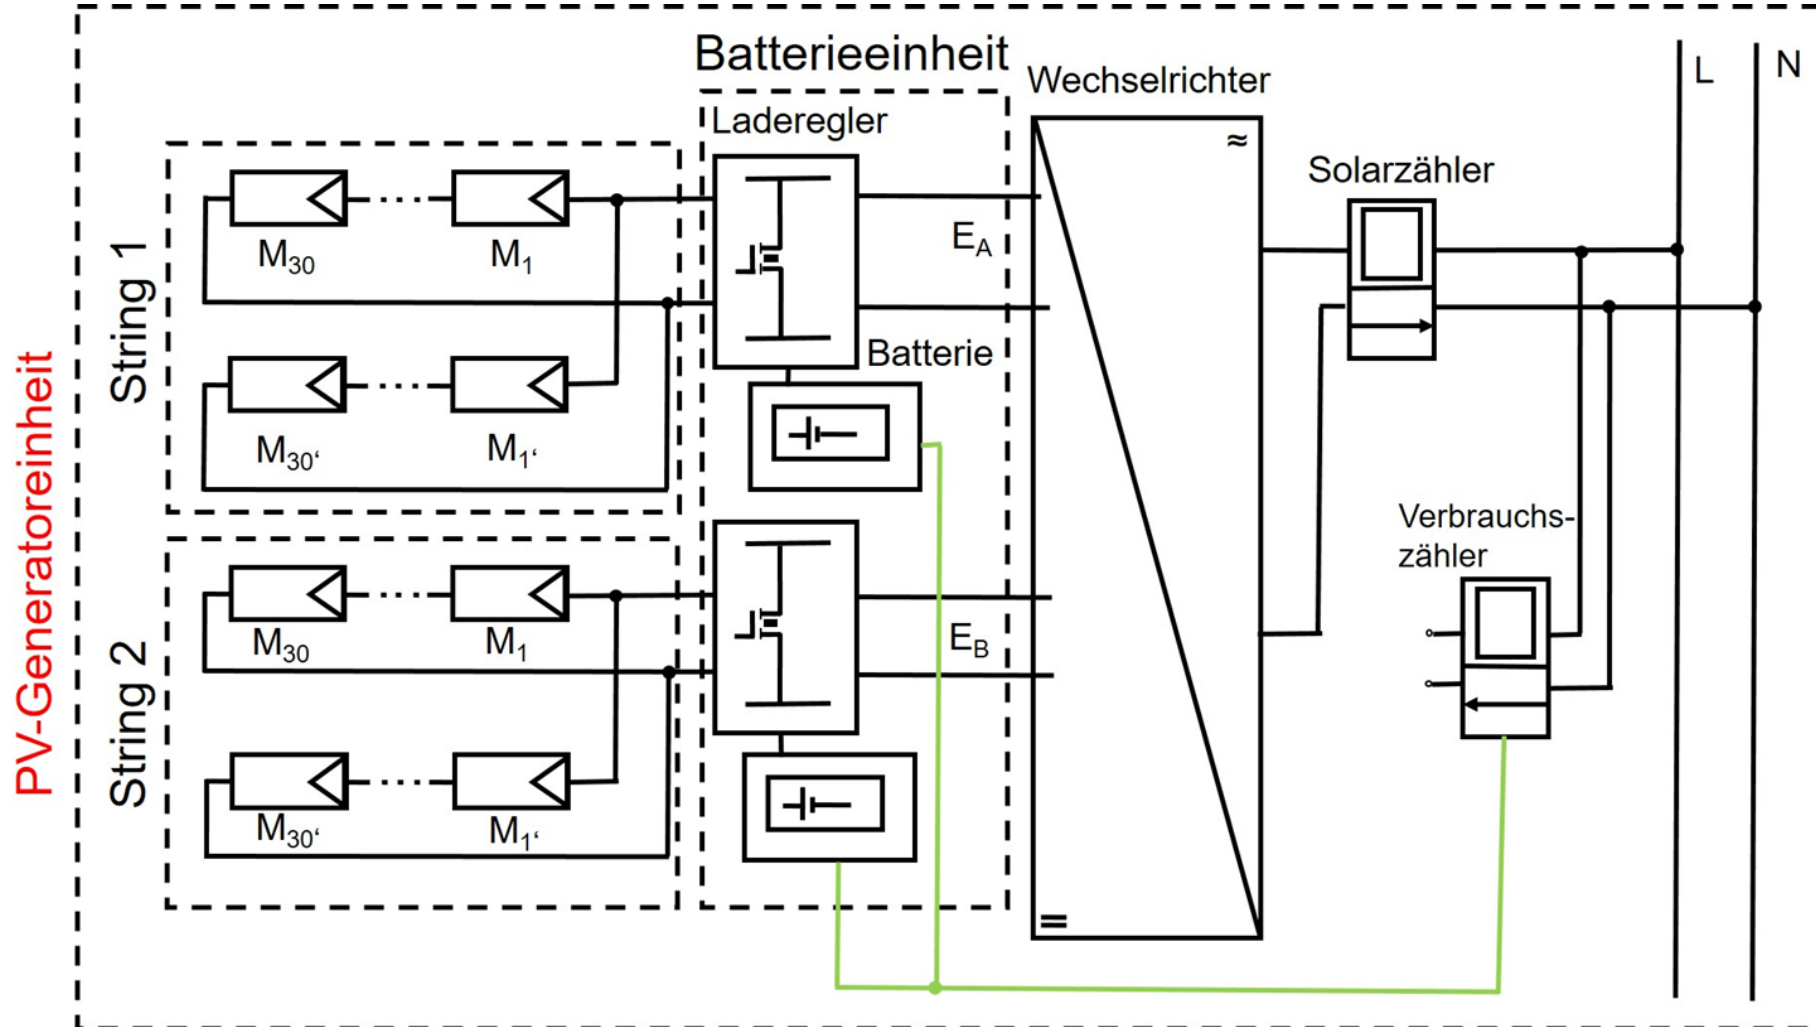 Batterieeinheit
Wechselrichter
L
N
Laderegler
≈
Solarzähler
PV-Generatoreinheit
String 1
M30
M1
EA
Batterie
M30‘
M1‘
Verbrauchs-
zähler
String 2
M30
M1
EB
M30‘
M1‘
=